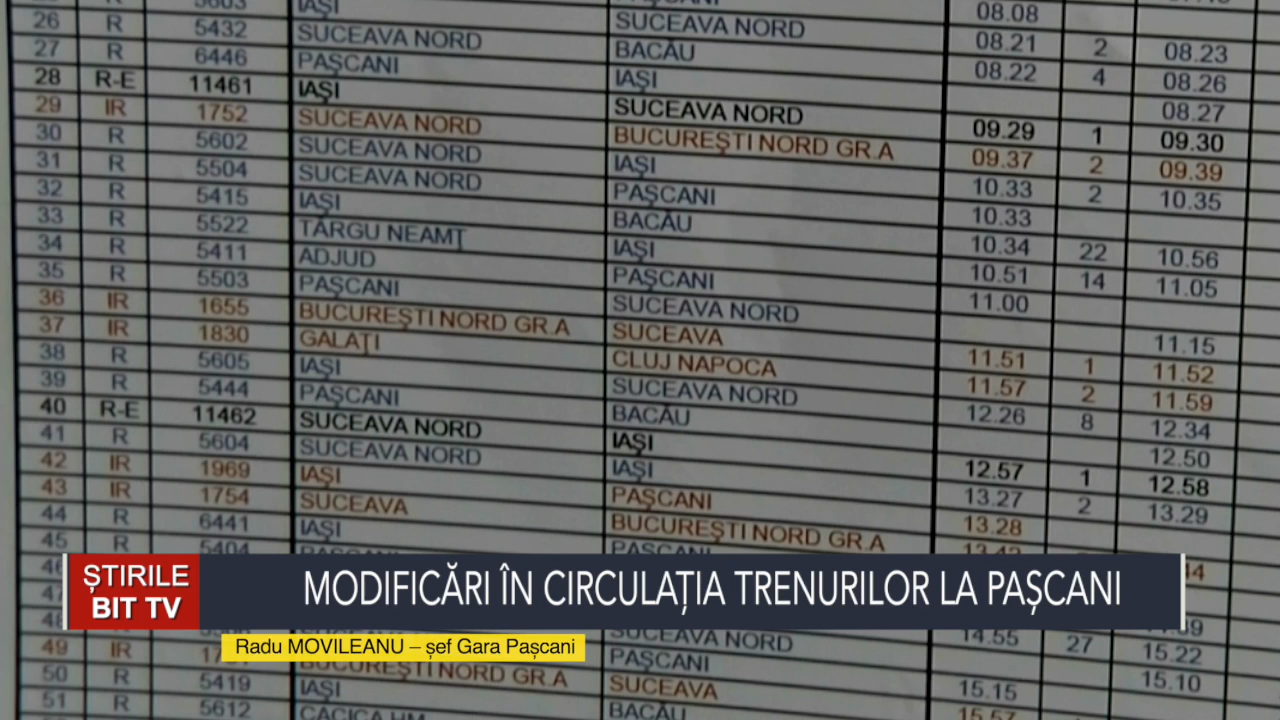 PAȘCANI 08.08
5603 IAȘI SUCEAVA NORD 08.21 2 08.23
26 R 5432 SUCEAVA NORD BACĂU 08.22 4 08.26
27 R 6446 PAȘCANI IAȘI 08.27
28 R-E 11461 IAȘI SUCEAVA NORD 09.29 1 09.30
29 IR 1752 SUCEAVA NORD BUCUREȘTI NORD GR.A 09.37 2 09.39
30 R 5602 SUCEAVA NORD IAȘI 10.33 2 10.35
31 R 5504 SUCEAVA NORD PAȘCANI 10.33
32 R 5415 IAȘI BACĂU 10.34 22 10.56
33 R 5522 TÂRGU NEAMŢ IAȘI 10.51 14 11.05
34 R 5411 ADJUD PAȘCANI 11.00
35 R 5503 PAȘCANI SUCEAVA NORD 11.15
36 IR 1655 BUCUREȘTI NORD GR.A SUCEAVA 11.51 1 11.52
37 IR 1830 GALAŢI CLUJ NAPOCA 11.57 2 11.59
38 R 5605 IAȘI SUCEAVA NORD 12.26 8 12.34
39 R 5444 PAȘCANI BACĂU 12.50
40 R-E 11462 SUCEAVA NORD IAȘI 12.57 1 12.58
41 R 5604 SUCEAVA NORD IAȘI 13.27 2 13.29
42 IR 1969 IAȘI PAȘCANI 13.28
43 IR 1754 SUCEAVA BUCUREȘTI NORD GR.A
44 R 6441 IAȘI PAȘCANI
45 R 5404 PAȘCANI
ȘTIRILE
BIT TV
MODIFICĂRI ÎN CIRCULAȚIA TRENURILOR LA PAȘCANI
Radu MOVILEANU – șef Gara Pașcani
14.55 27 15.22
SUCEAVA NORD 15.10
PAȘCANI 15.15
49 IR BUCUREȘTI NORD GR.A SUCEAVA 15.57
50 R 5419 IAȘI BACĂU
51 R 5612 CACICA HM